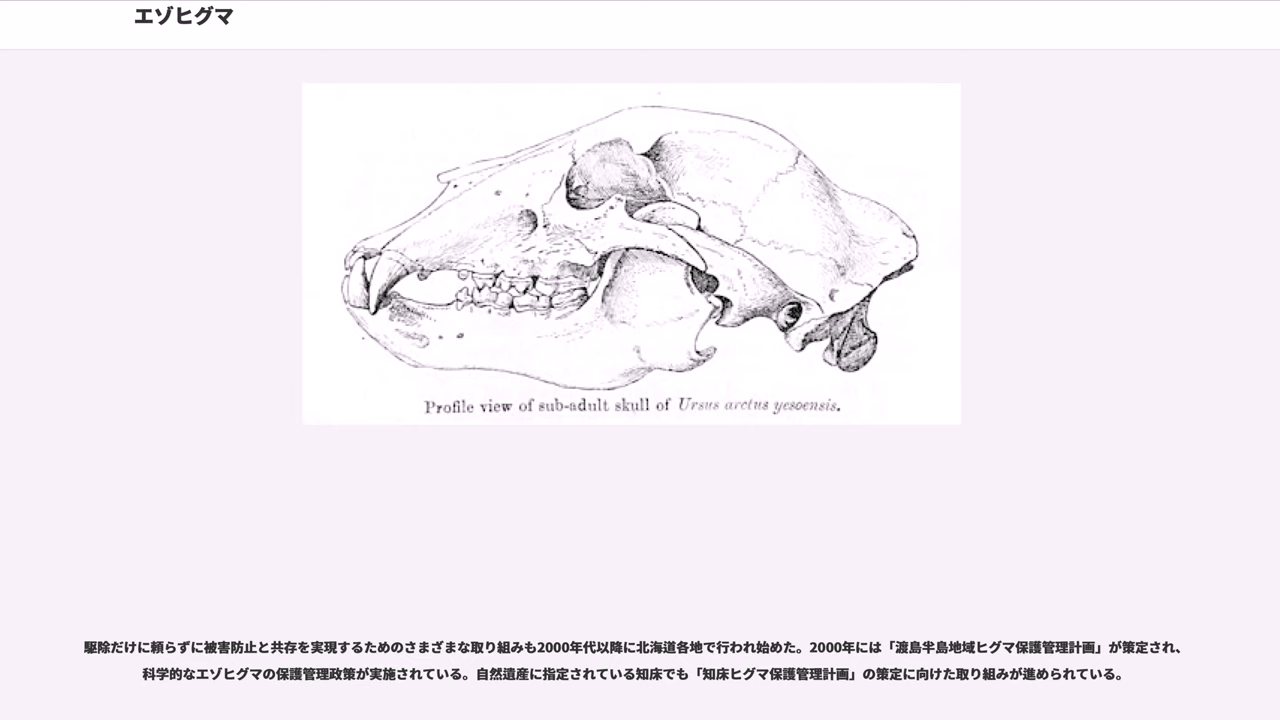 エゾヒグマ
Profile view of sub-adult skull of Ursus arctus yesoensis.
駆除だけに頼らずに被害防止と共存を実現するためのさまざまな取り組みも2000年代以降に北海道各地で行われ始めた。2000年には「渡島半島地域ヒグマ保護管理計画」が策定され、
科学的なエゾヒグマの保護管理政策が実施されている。自然遺産に指定されている知床でも「知床ヒグマ保護管理計画」の策定に向けた取り組みが進められている。